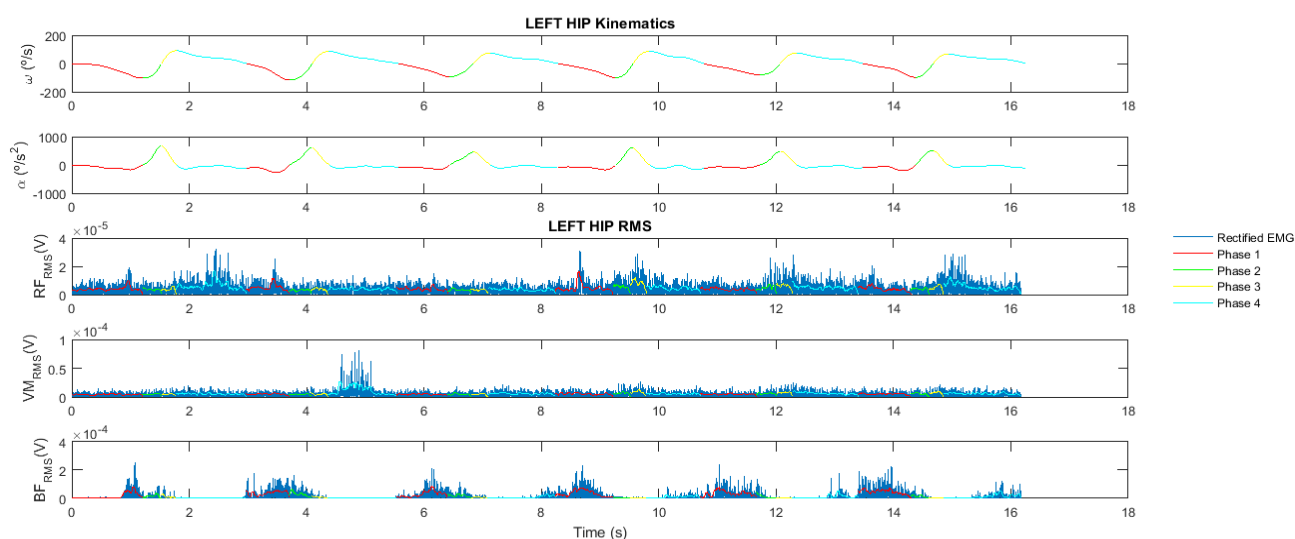 LEFT HIP Kinematics
200
0
-200
ω (º/s)
0 2 4 6 8 10 12 14 16 18
1000
0
-1000
α (º/s²)
0 2 4 6 8 10 12 14 16 18
LEFT HIP RMS
×10⁻⁵
4
2
0
RF_RMS(V)
0 2 4 6 8 10 12 14 16 18
×10⁻⁴
1
0.5
0
VM_RMS(V)
0 2 4 6 8 10 12 14 16 18
×10⁻⁴
4
2
0
BF_RMS(V)
0 2 4 6 8 10 12 14 16 18
Time (s)
Rectified EMG
Phase 1
Phase 2
Phase 3
Phase 4